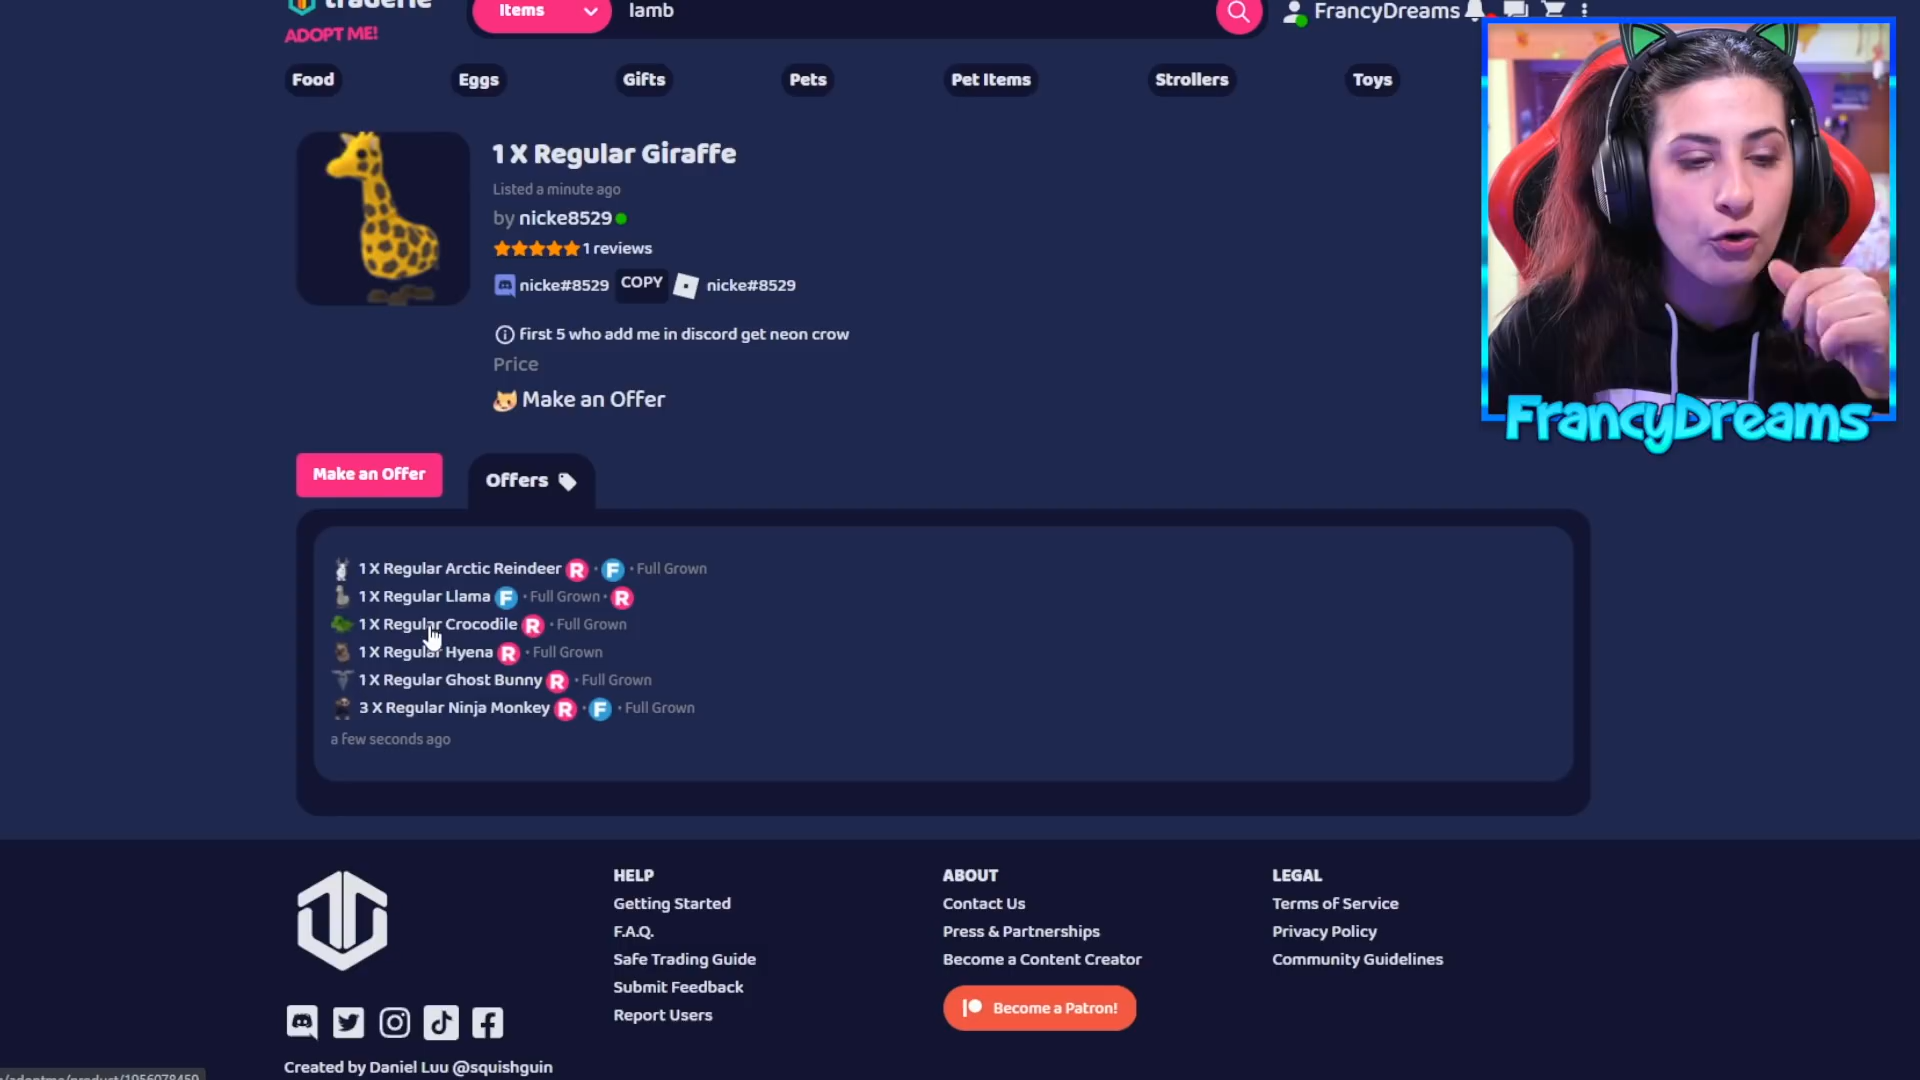 traderie
ADOPT ME!
Items
lamb
FrancyDreams
Food
Eggs
Gifts
Pets
Pet Items
Strollers
Toys
1 X Regular Giraffe
Listed a minute ago
by nicke8529
1 reviews
nicke#8529 COPY nicke#8529
First 5 who add me in discord get neon crow
Price
Make an Offer
FrancyDreams
Make an Offer
Offers
1 X Regular Arctic Reindeer R · F · Full Grown
1 X Regular Llama F · Full Grown · R
1 X Regular Crocodile R · Full Grown
1 X Regular Hyena R · Full Grown
1 X Regular Ghost Bunny R · Full Grown
3 X Regular Ninja Monkey R · F · Full Grown
a few seconds ago
HELP
Getting Started
F.A.Q.
Safe Trading Guide
Submit Feedback
Report Users
ABOUT
Contact Us
Press & Partnerships
Become a Content Creator
Become a Patron!
LEGAL
Terms of Service
Privacy Policy
Community Guidelines
Created by Daniel Luu @squishguin